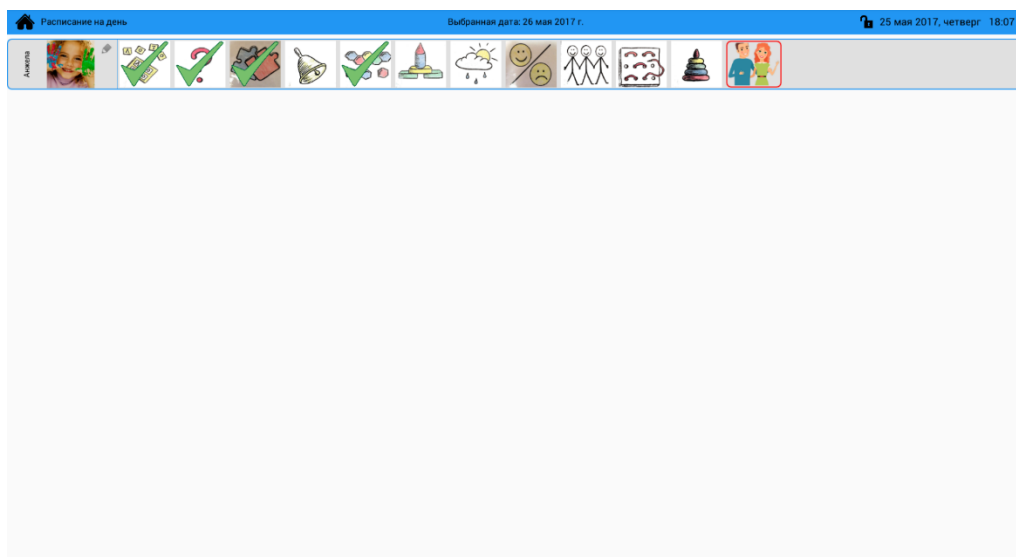 Расписание на день
Выбранная дата: 26 мая 2017 г.
25 мая 2017, четверг 18:07
Анжела